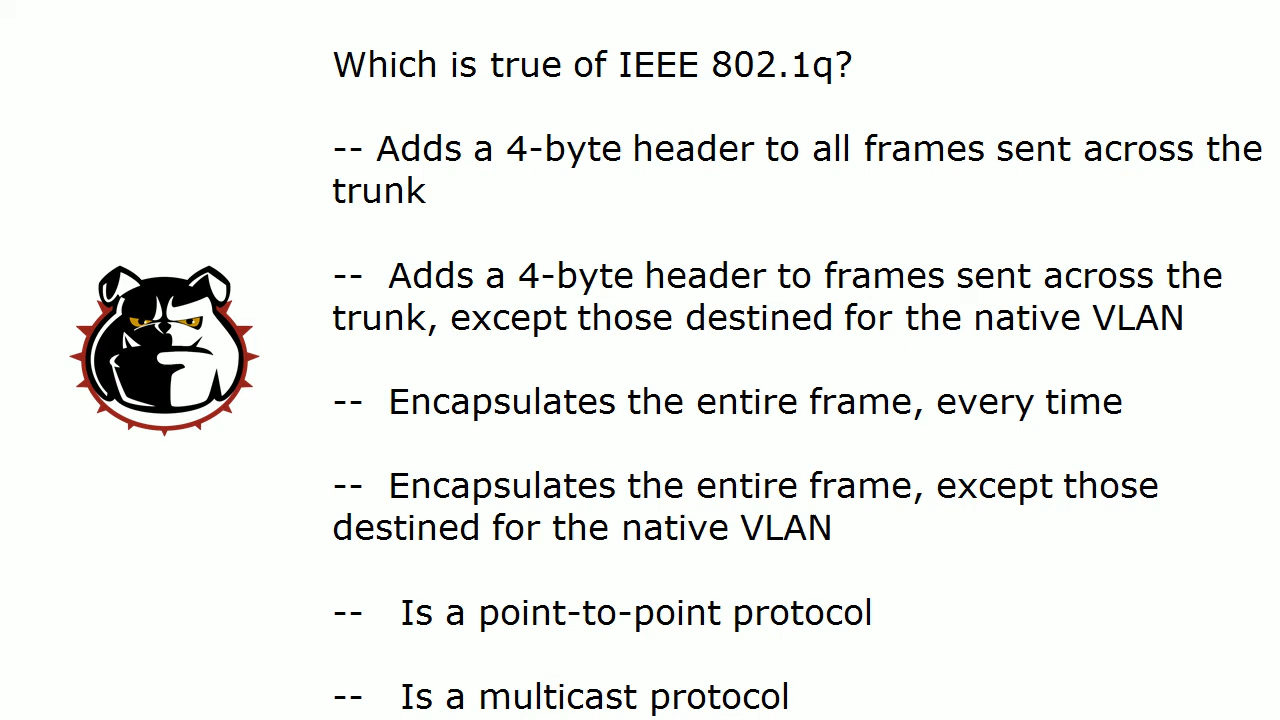 Which is true of IEEE 802.1q?
-- Adds a 4-byte header to all frames sent across the
trunk
-- Adds a 4-byte header to frames sent across the
trunk, except those destined for the native VLAN
-- Encapsulates the entire frame, every time
-- Encapsulates the entire frame, except those
destined for the native VLAN
-- Is a point-to-point protocol
-- Is a multicast protocol